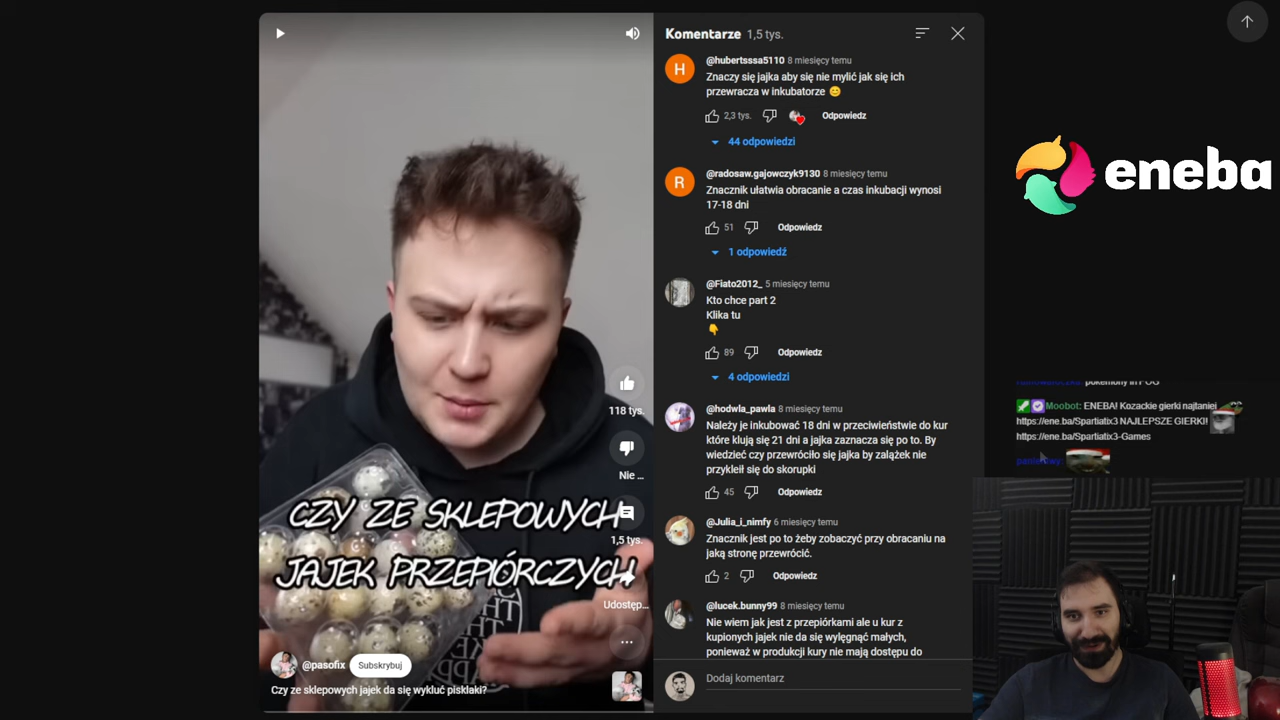 Komentarze 1,5 tys.
@hubertsssa5110 8 miesięcy temu
Znaczy się jajka aby się nie mylić jak się ich
przewracza w inkubatorze 😊
2,3 tys. Odpowiedz
44 odpowiedzi
@radosaw.gajowczyk9130 8 miesięcy temu
Znacznik ułatwia obracanie a czas inkubacji wynosi
17-18 dni
51 Odpowiedz
1 odpowiedź
@Fiato2012_ 5 miesięcy temu
Kto chce part 2
Klika tu
👇
89 Odpowiedz
4 odpowiedzi
@hodwla_pawla 8 miesięcy temu
Należy je inkubować 18 dni w przeciwieństwie do kur
które klują się 21 dni a jajka zaznacza się po to. By
wiedzieć czy przewróciło się jajka by zalążek nie
przykleił się do skorupki
45 Odpowiedz
@Julia_i_nimfy 6 miesięcy temu
Znacznik jest po to żeby zobaczyć przy obracaniu na
jaką stronę przewrócić.
2 Odpowiedz
@lucek.bunny99 8 miesięcy temu
Nie wiem jak jest z przepiórkami ale u kur z
kupionych jajek nie da się wylęgnąć małych,
ponieważ w produkcji kury nie mają dostępu do
Dodaj komentarz
118 tys.
Nie ...
1,5 tys.
Udostęp...
CZY ZE SKLEPOWYCH
JAJEK PRZEPIÓRCZYCH
@pasofix Subskrybuj
Czy ze sklepowych jajek da się wykluć pisklaki?
eneba
pokemony in POG
Moobot: ENEBA! Kozackie gierki najtaniej
https://ene.ba/Spartiatix3 NAJLEPSZE GIERKI!
https://ene.ba/Spartiatix3-Games